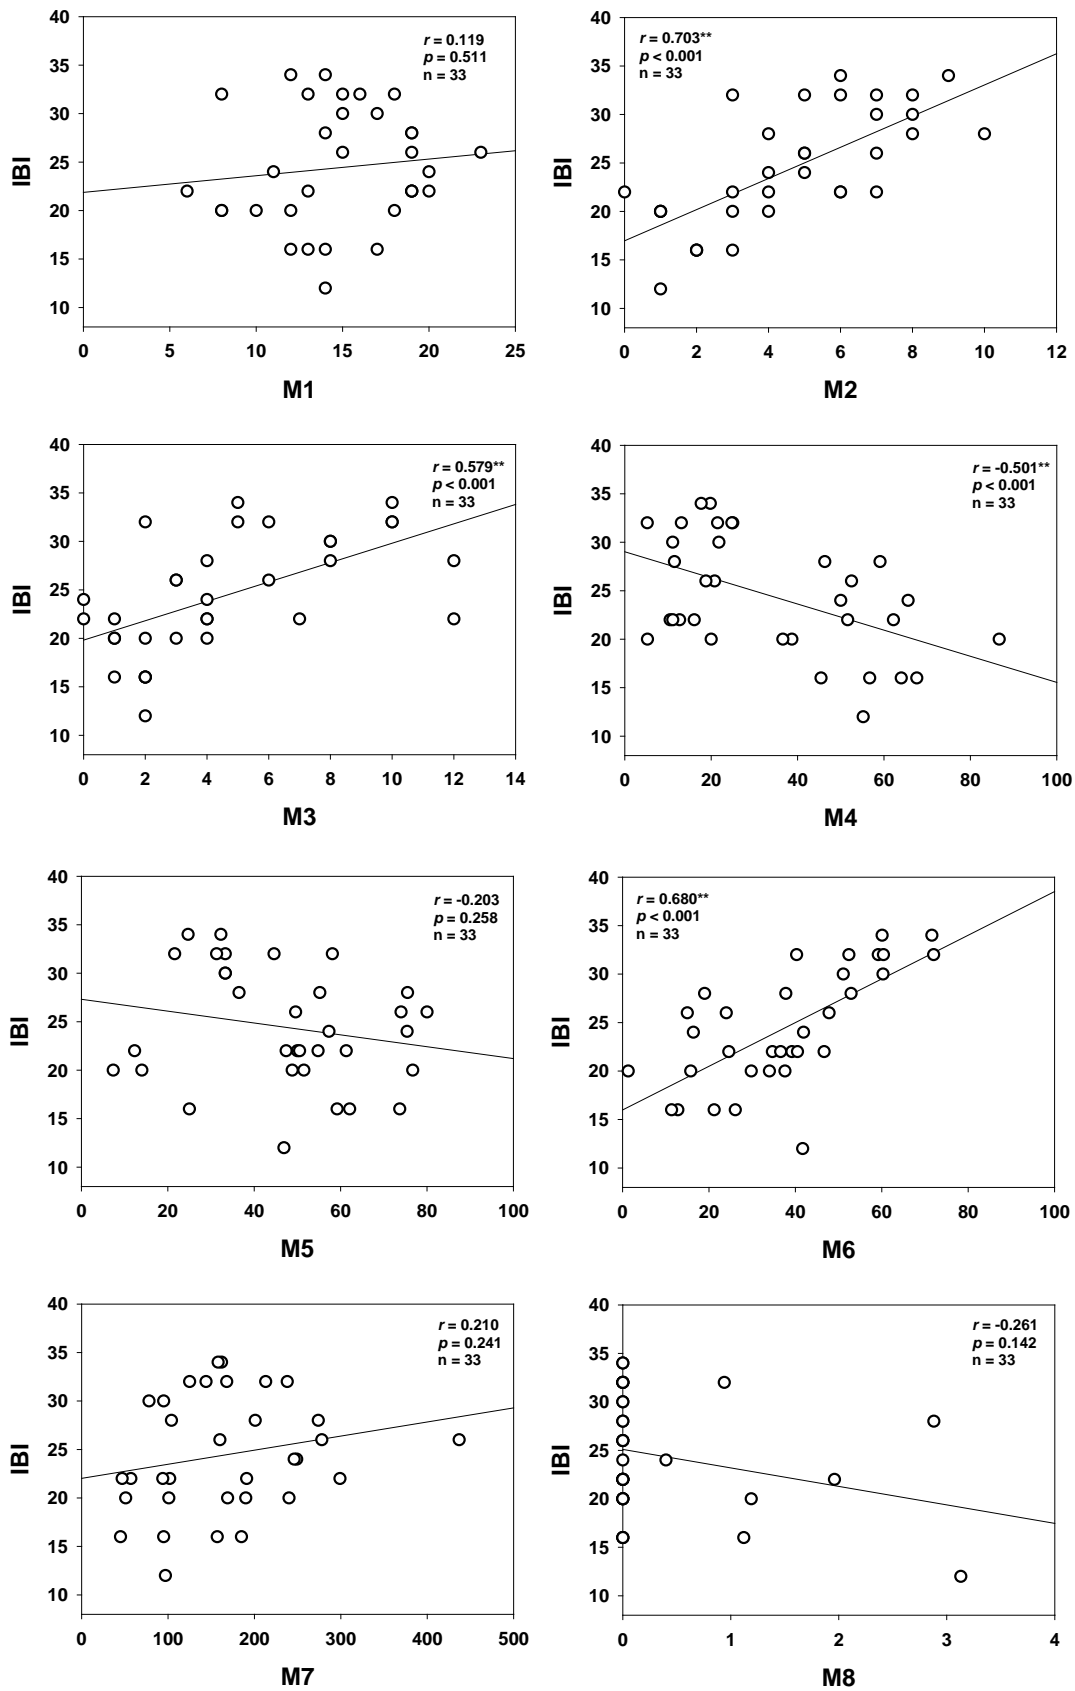 40
35
30
25
20
15
10
IBI
r = 0.119
p = 0.511
n = 33
0 5 10 15 20 25
M1
40
35
30
25
20
15
10
IBI
r = 0.703**
p < 0.001
n = 33
0 2 4 6 8 10 12
M2
40
35
30
25
20
15
10
IBI
r = 0.579**
p < 0.001
n = 33
0 2 4 6 8 10 12 14
M3
40
35
30
25
20
15
10
IBI
r = -0.501**
p < 0.001
n = 33
0 20 40 60 80 100
M4
40
35
30
25
20
15
10
IBI
r = -0.203
p = 0.258
n = 33
0 20 40 60 80 100
M5
40
35
30
25
20
15
10
IBI
r = 0.680**
p < 0.001
n = 33
0 20 40 60 80 100
M6
40
35
30
25
20
15
10
IBI
r = 0.210
p = 0.241
n = 33
0 100 200 300 400 500
M7
40
35
30
25
20
15
10
IBI
r = -0.261
p = 0.142
n = 33
0 1 2 3 4
M8